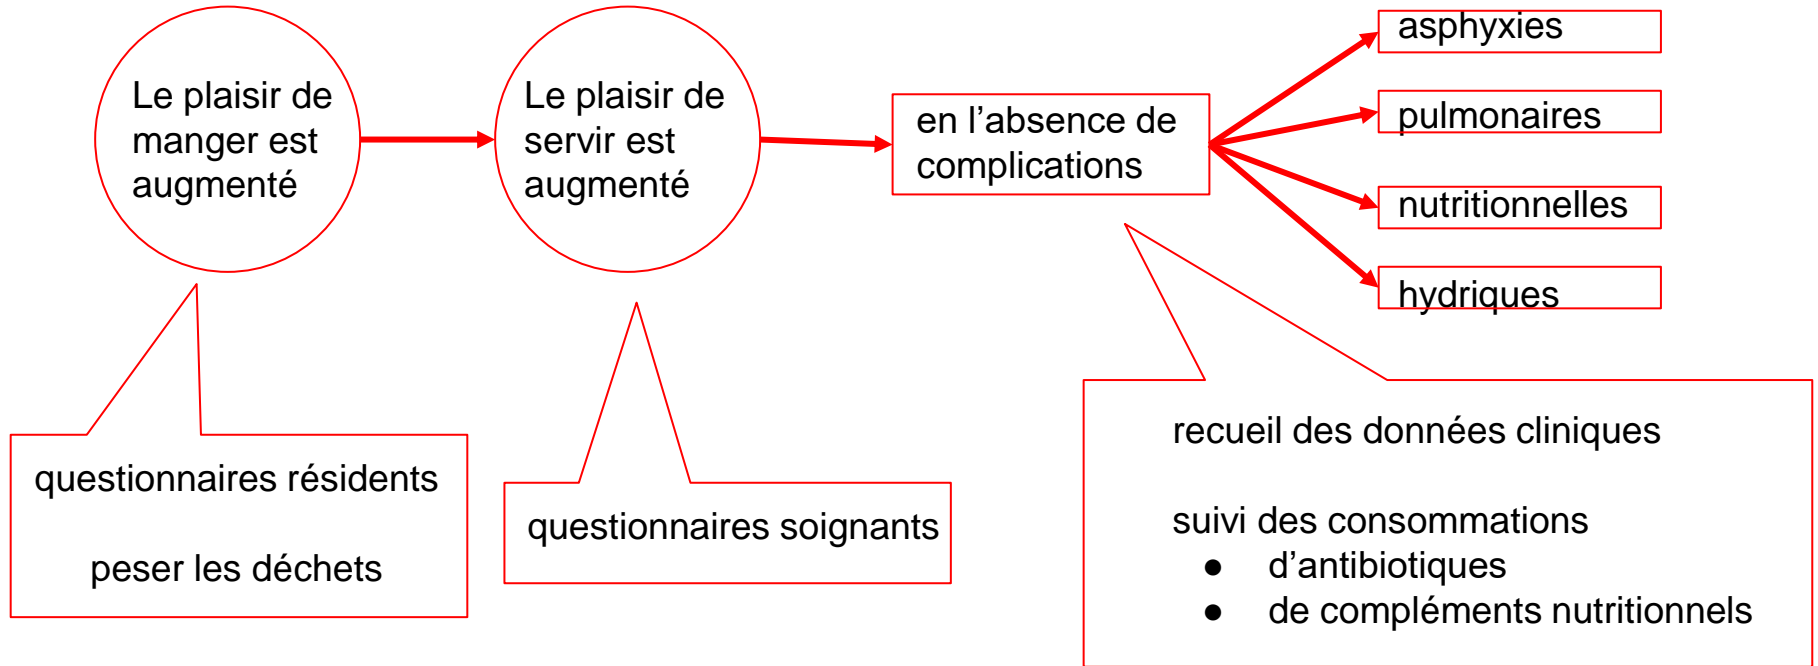 Le plaisir de
manger est
augmenté
Le plaisir de
servir est
augmenté
en l’absence de
complications
asphyxies
pulmonaires
nutritionnelles
hydriques
questionnaires résidents
peser les déchets
questionnaires soignants
recueil des données cliniques
suivi des consommations
● d’antibiotiques
● de compléments nutritionnels